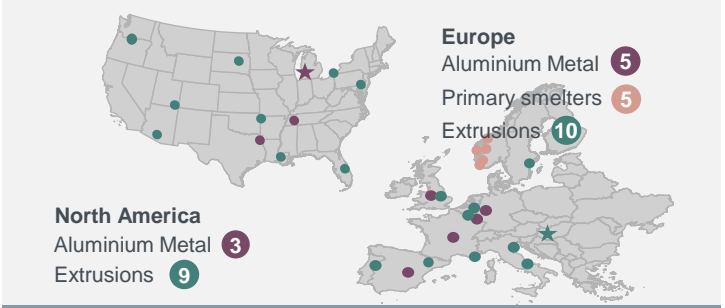 Europe
Aluminium Metal 5
Primary smelters 5
Extrusions 10
North America
Aluminium Metal 3
Extrusions 9